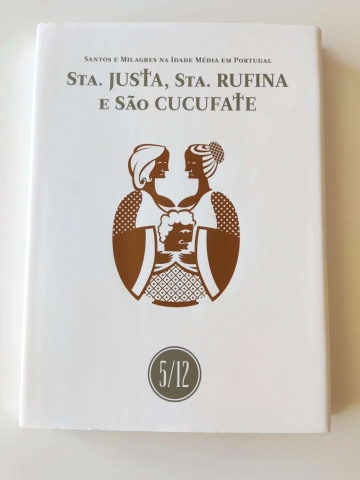 Santos e Milagres na Idade Média em Portugal
Sta. JUSTA, Sta. RUFINA
e São CUCUFATE
5/12